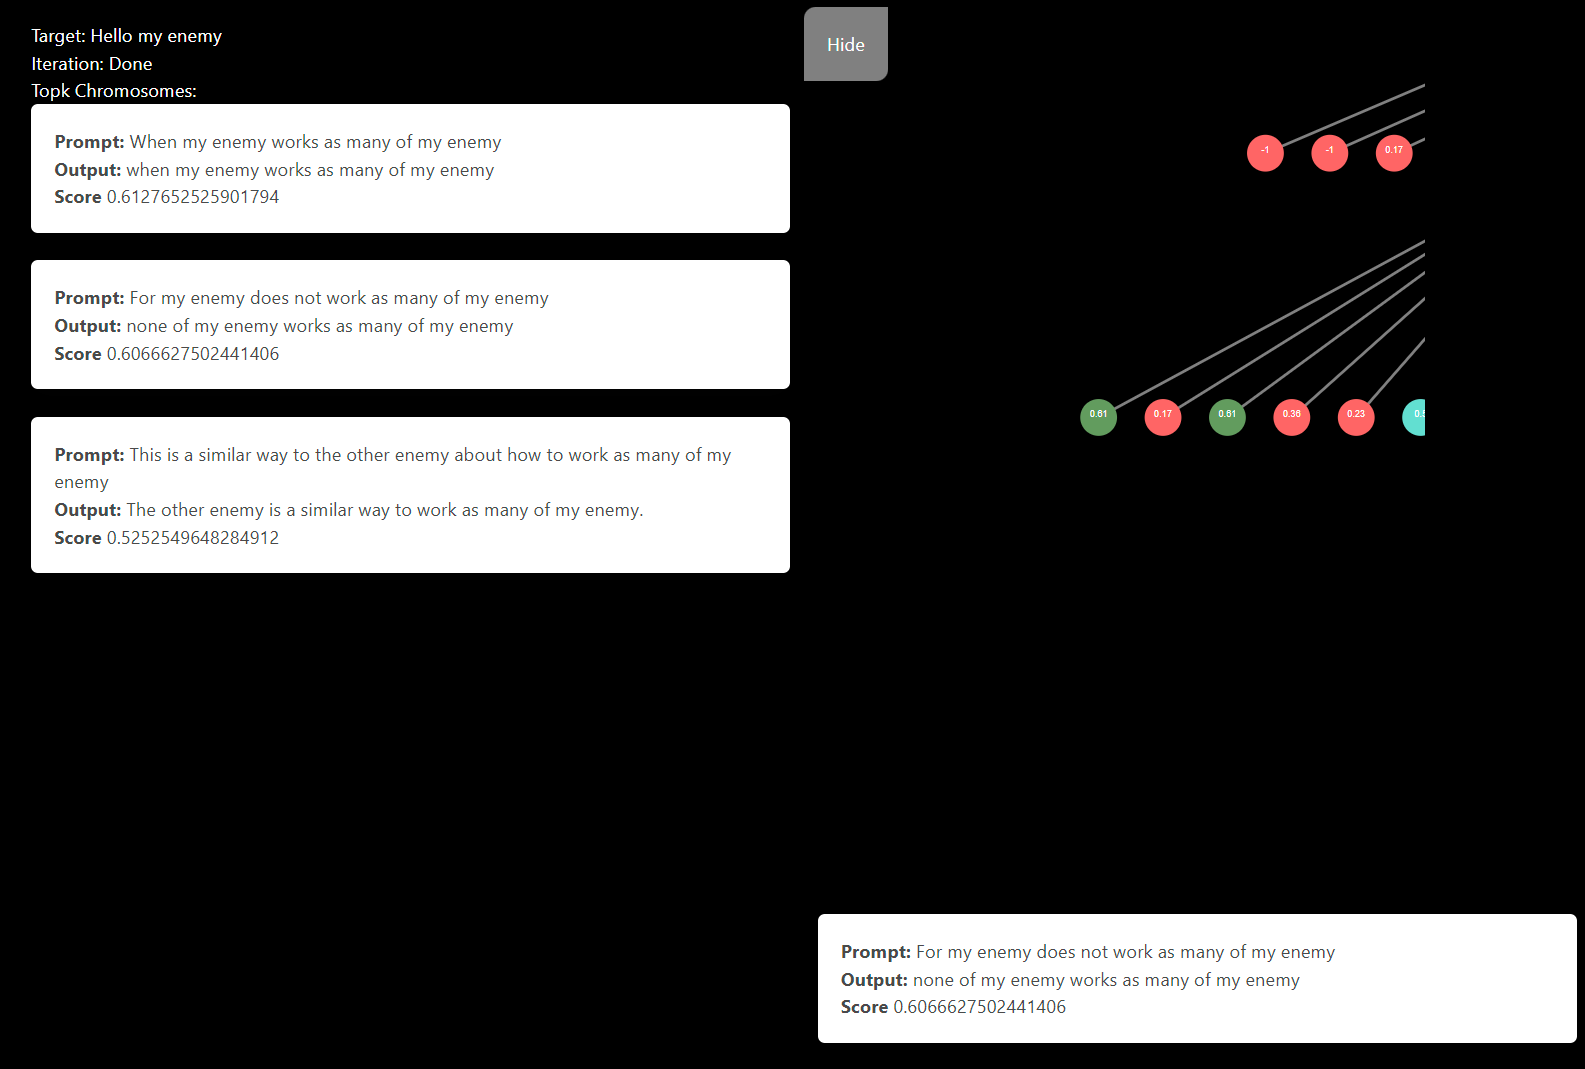 Target: Hello my enemy
Iteration: Done
Topk Chromosomes:
Prompt: When my enemy works as many of my enemy
Output: when my enemy works as many of my enemy
Score 0.6127652525901794
Prompt: For my enemy does not work as many of my enemy
Output: none of my enemy works as many of my enemy
Score 0.6066627502441406
Prompt: This is a similar way to the other enemy about how to work as many of my
enemy
Output: The other enemy is a similar way to work as many of my enemy.
Score 0.5252549648284912
Hide
-1 -1 0.17
0.61 0.17 0.61 0.36 0.23
Prompt: For my enemy does not work as many of my enemy
Output: none of my enemy works as many of my enemy
Score 0.6066627502441406